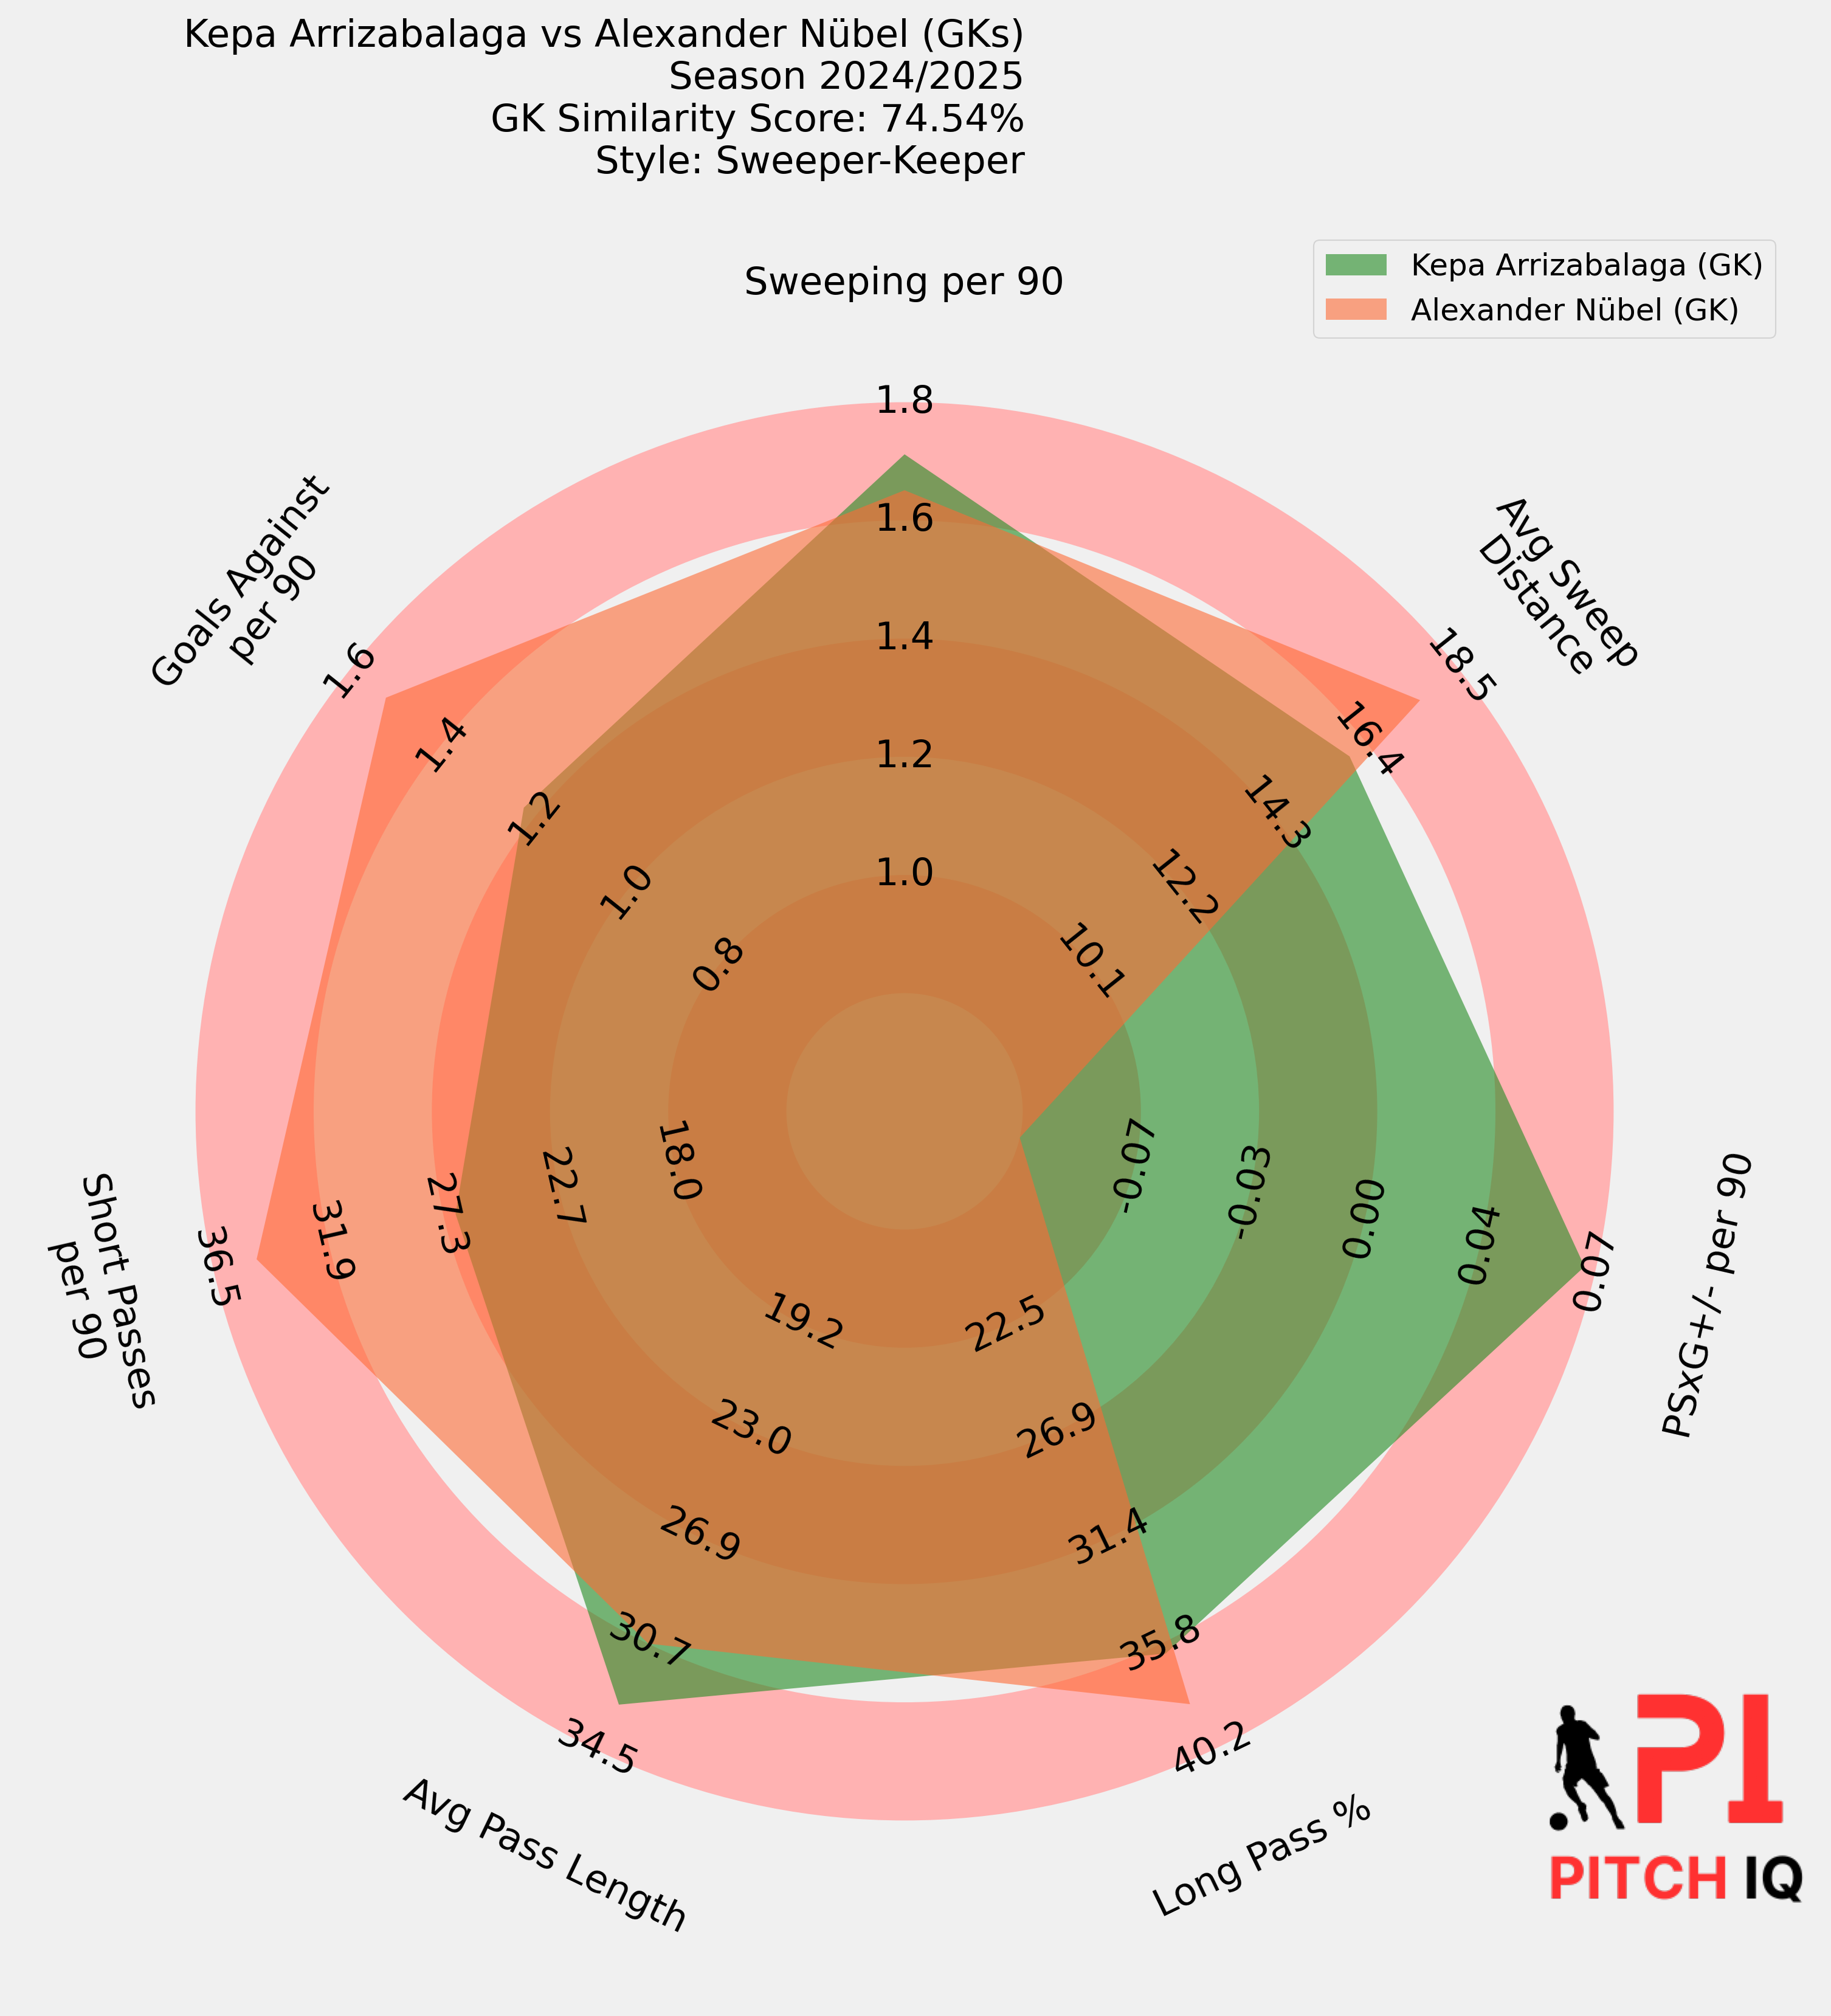 Kepa Arrizabalaga vs Alexander Nübel (GKs)
Season 2024/2025
GK Similarity Score: 74.54%
Style: Sweeper-Keeper
Kepa Arrizabalaga (GK)
Alexander Nübel (GK)
Sweeping per 90
1.8
1.6
1.4
1.2
1.0
Avg Sweep
Distance
18.5
16.4
14.3
12.2
10.1
PSxG+/- per 90
-0.07
-0.03
0.00
0.04
0.07
Long Pass %
22.5
26.9
31.4
35.8
40.2
Avg Pass Length
19.2
23.0
26.9
30.7
34.5
Short Passes
per 90
18.0
22.7
27.3
31.9
36.5
Goals Against
per 90
1.6
1.4
1.2
1.0
0.8
PI
PITCH IQ